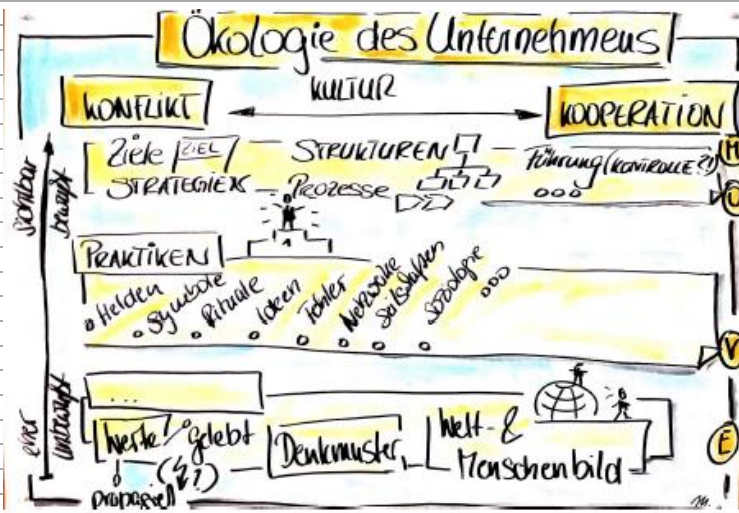 Ökologie des Unternehmens
KULTUR
KONFLIKT
KOOPERATION
Ziele ZIEL STRUKTUREN Führung (KONTROLLE?!)
STRATEGIEN Prozesse ooo
M
U
sichtbar
bewußt
PRAKTIKEN
1
Helden
Symbole
Rituale
Ideen
Fehler
Netzwerke
Seilschaften
Soziologie
ooo
V
...
eher
unbewußt
Werte! gelebt
propagiert
(?)
Denkmuster,
Welt- &
Menschenbild
E
M.